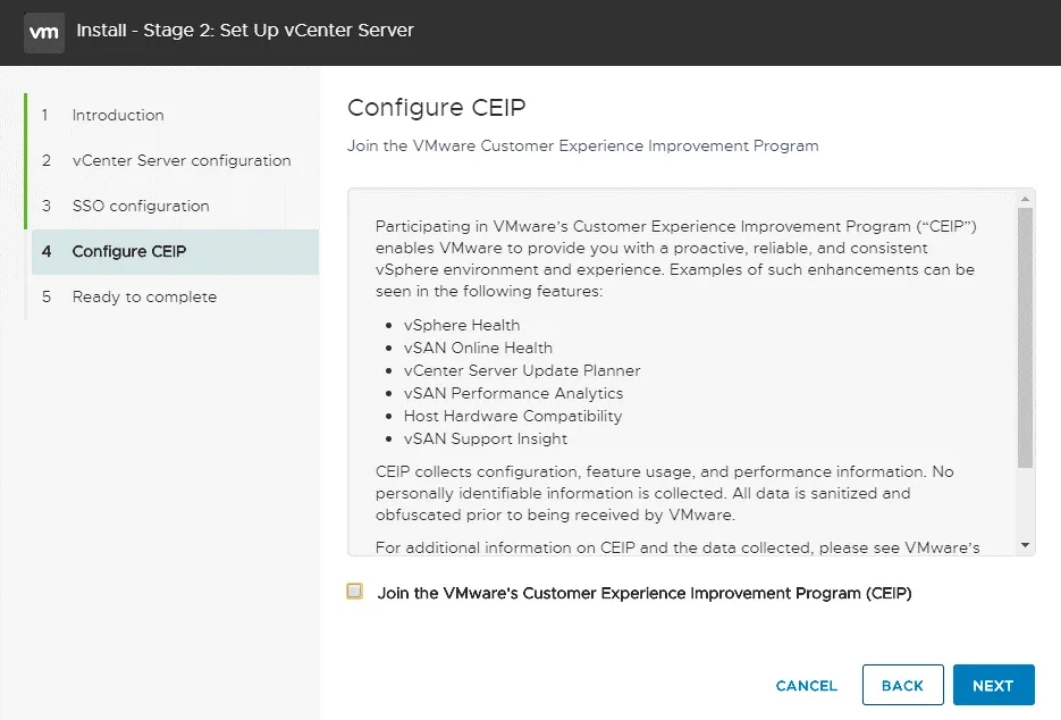 vm Install - Stage 2: Set Up vCenter Server
1 Introduction
2 vCenter Server configuration
3 SSO configuration
4 Configure CEIP
5 Ready to complete
Configure CEIP
Join the VMware Customer Experience Improvement Program
Participating in VMware’s Customer Experience Improvement Program (“CEIP”)
enables VMware to provide you with a proactive, reliable, and consistent
vSphere environment and experience. Examples of such enhancements can be
seen in the following features:
• vSphere Health
• vSAN Online Health
• vCenter Server Update Planner
• vSAN Performance Analytics
• Host Hardware Compatibility
• vSAN Support Insight
CEIP collects configuration, feature usage, and performance information. No
personally identifiable information is collected. All data is sanitized and
obfuscated prior to being received by VMware.
For additional information on CEIP and the data collected, please see VMware’s
Join the VMware's Customer Experience Improvement Program (CEIP)
CANCEL BACK NEXT